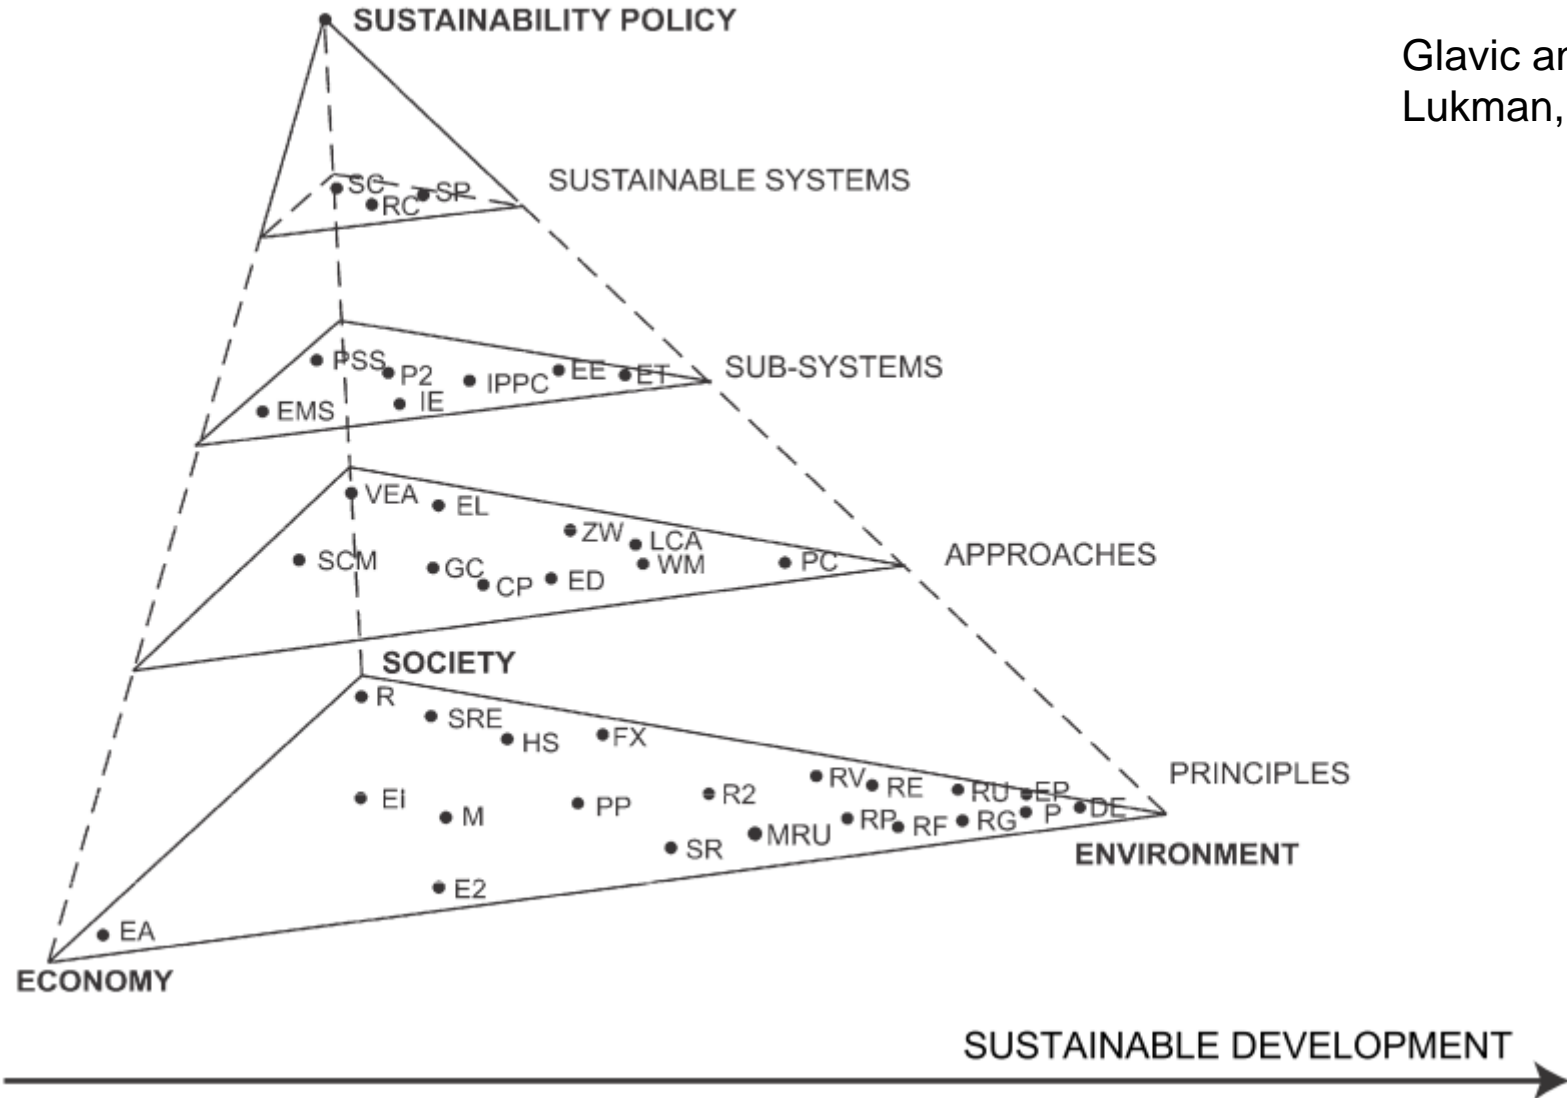 SUSTAINABILITY POLICY
Glavic
Lukman,
SUSTAINABLE SYSTEMS
SC
SP
RC
SUB-SYSTEMS
PSS
P2
IPPC
EE
ET
EMS
IE
APPROACHES
VEA
EL
ZW
LCA
SCM
GC
CP
ED
WM
PC
SOCIETY
R
SRE
HS
FX
PRINCIPLES
EI
M
PP
R2
RV
RE
RU
EP
DE
SR
MRU
RP
RF
RG
P
ENVIRONMENT
E2
EA
ECONOMY
SUSTAINABLE DEVELOPMENT